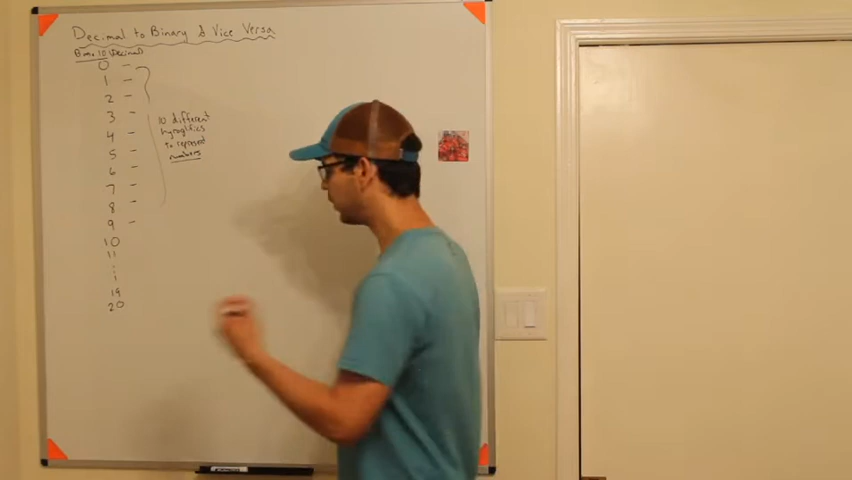 Decimal to Binary & Vice Versa
Base 10 (Decimal)
0 -
1 -
2 -
3 -
4 -
5 -
6 -
7 -
8 -
9 -
10
11
19
20
10 different
hyroglifics
to represent
numbers